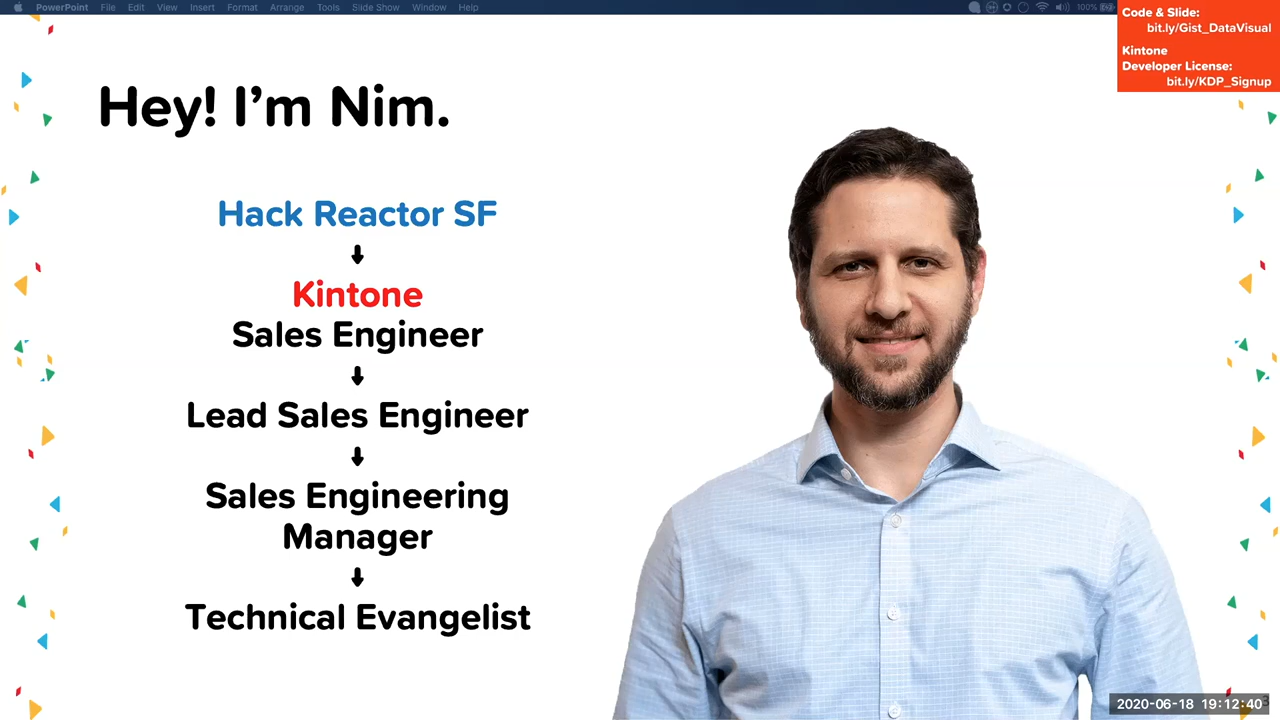 PowerPoint File Edit View Insert Format Arrange Tools Slide Show Window Help 100%
Code & Slide:
bit.ly/Gist_DataVisual
Kintone
Developer License:
bit.ly/KDP_Signup
Hey! I’m Nim.
Hack Reactor SF
Kintone
Sales Engineer
Lead Sales Engineer
Sales Engineering
Manager
Technical Evangelist
2020-06-18 19:12:40
3